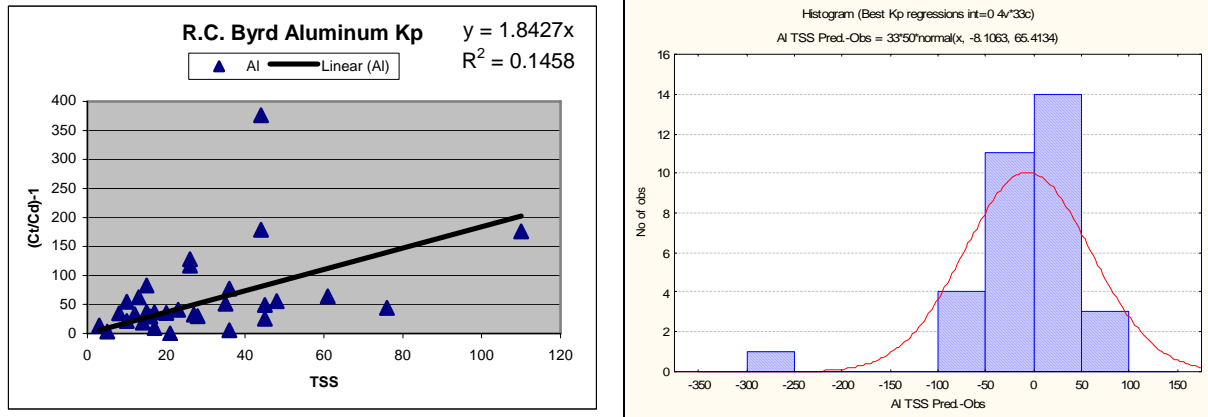 R.C. Byrd Aluminum Kp
y = 1.8427x
R² = 0.1458
Al
Linear (Al)
400
350
300
250
200
150
100
50
0
(Ct/Cd)-1
0 20 40 60 80 100 120
TSS
Histogram (Best Kp regressions int=0 4v*33c)
Al TSS Pred.-Obs = 33*50*normal(x, -8.1063, 65.4134)
16
14
12
10
8
6
4
2
0
No of obs
-350 -300 -250 -200 -150 -100 -50 0 50 100 150
Al TSS Pred.-Obs